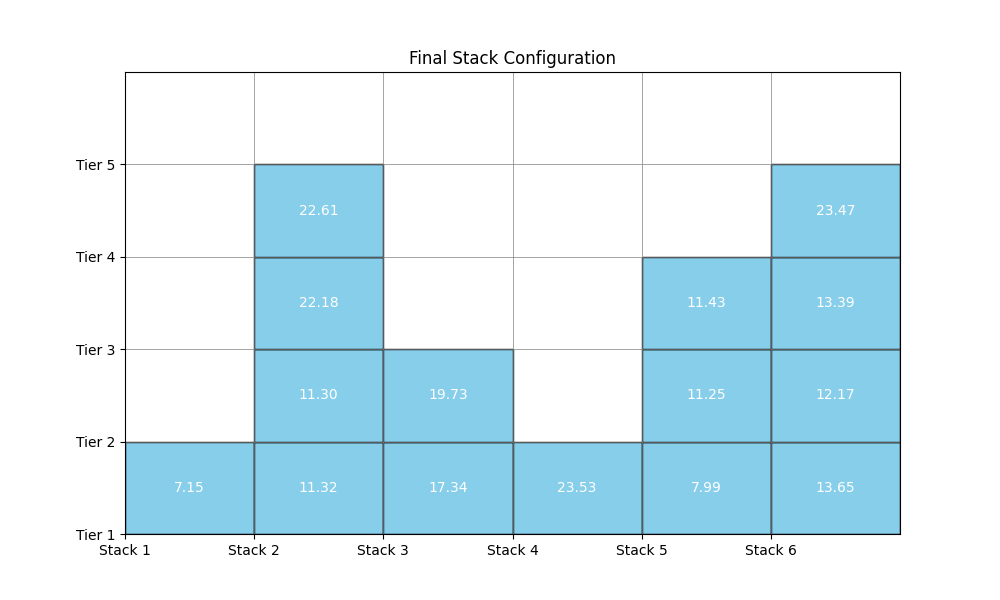 Final Stack Configuration
Tier 5
22.61 23.47
Tier 4
22.18 11.43 13.39
Tier 3
11.30 19.73 11.25 12.17
Tier 2
7.15 11.32 17.34 23.53 7.99 13.65
Tier 1
Stack 1 Stack 2 Stack 3 Stack 4 Stack 5 Stack 6